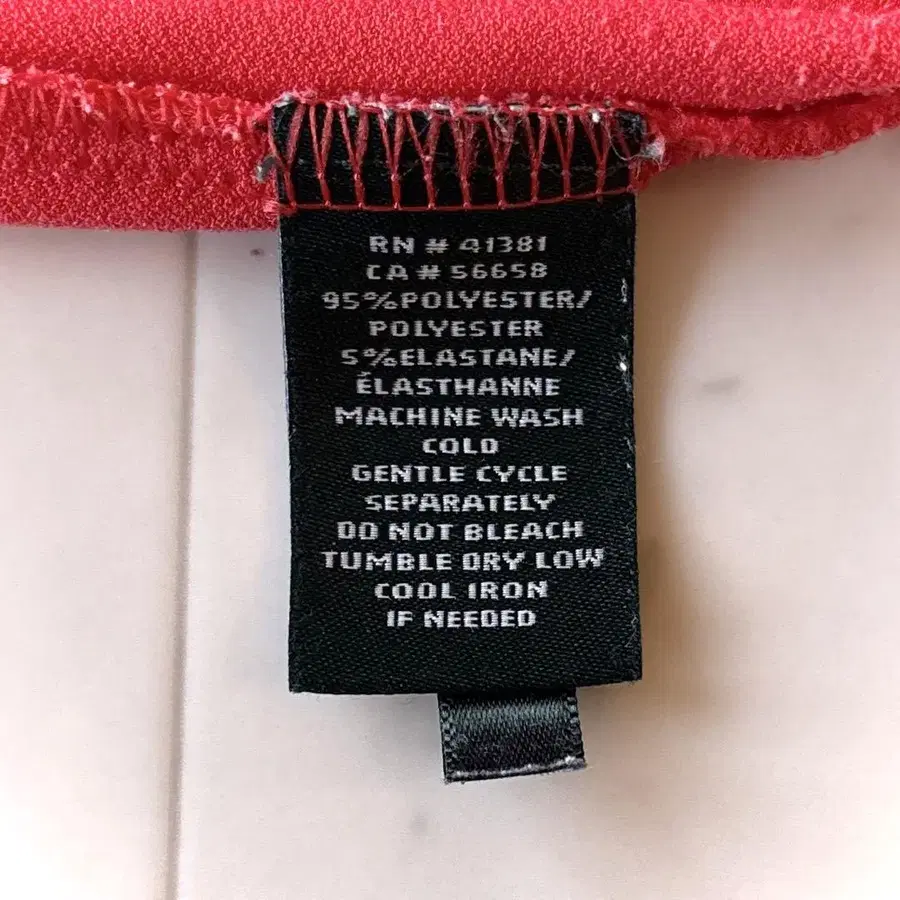 RN # 41381
CA # 56658
95%POLYESTER/
POLYESTER
5%ELASTANE/
ÉLASTHANNE
MACHINE WASH
COLD
GENTLE CYCLE
SEPARATELY
DO NOT BLEACH
TUMBLE DRY LOW
COOL IRON
IF NEEDED